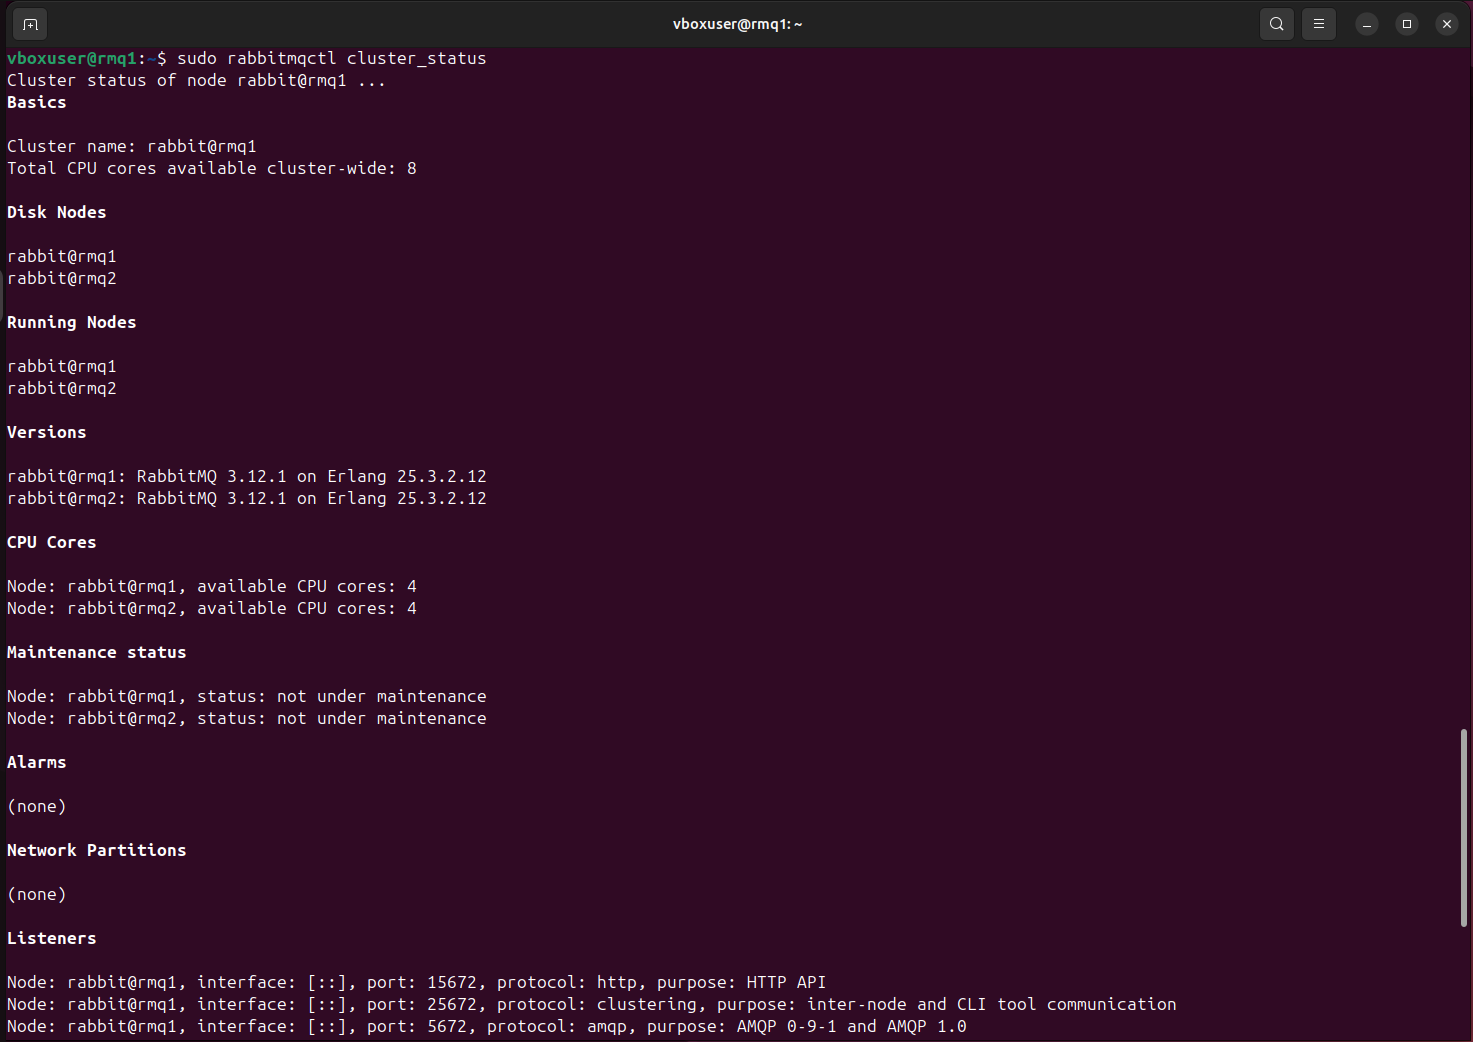 vboxuser@rmq1: ~
vboxuser@rmq1:~$ sudo rabbitmqctl cluster_status
Cluster status of node rabbit@rmq1 ...
Basics
Cluster name: rabbit@rmq1
Total CPU cores available cluster-wide: 8
Disk Nodes
rabbit@rmq1
rabbit@rmq2
Running Nodes
rabbit@rmq1
rabbit@rmq2
Versions
rabbit@rmq1: RabbitMQ 3.12.1 on Erlang 25.3.2.12
rabbit@rmq2: RabbitMQ 3.12.1 on Erlang 25.3.2.12
CPU Cores
Node: rabbit@rmq1, available CPU cores: 4
Node: rabbit@rmq2, available CPU cores: 4
Maintenance status
Node: rabbit@rmq1, status: not under maintenance
Node: rabbit@rmq2, status: not under maintenance
Alarms
(none)
Network Partitions
(none)
Listeners
Node: rabbit@rmq1, interface: [::], port: 15672, protocol: http, purpose: HTTP API
Node: rabbit@rmq1, interface: [::], port: 25672, protocol: clustering, purpose: inter-node and CLI tool communication
Node: rabbit@rmq1, interface: [::], port: 5672, protocol: amqp, purpose: AMQP 0-9-1 and AMQP 1.0